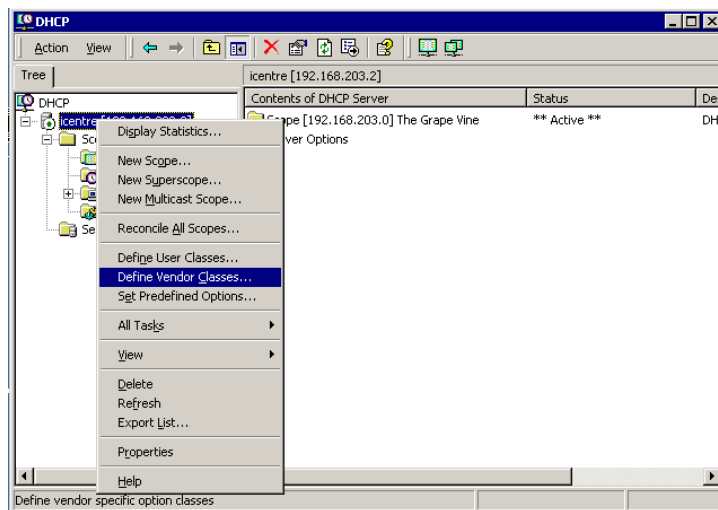 DHCP
Action View
Tree
icentre [192.168.203.2]
DHCP
Contents of DHCP Server
Status
De
icentre
Scope [192.168.203.0] The Grape Vine
** Active **
DH
Sc
ver Options
Se
Display Statistics...
New Scope...
New Superscope...
New Multicast Scope...
Reconcile All Scopes...
Define User Classes...
Define Vendor Classes...
Set Predefined Options...
All Tasks
View
Delete
Refresh
Export List...
Properties
Help
Define vendor specific option classes